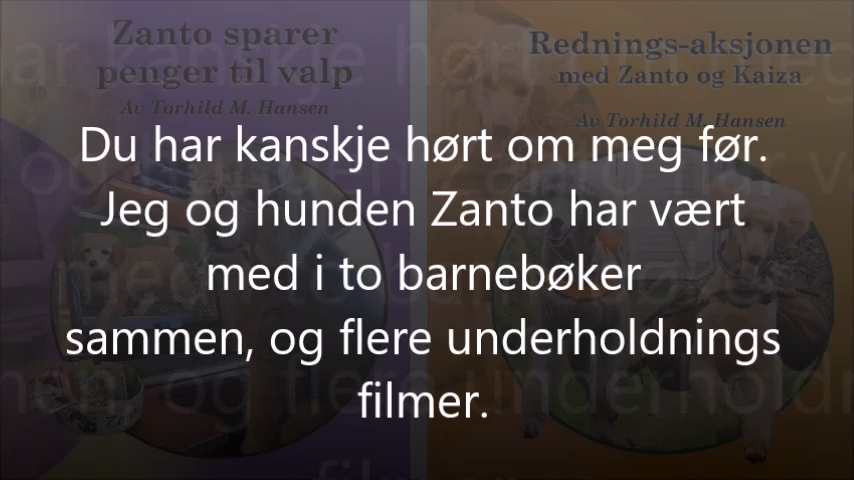 Zanto sparer
penger til valp
Av Torhild M. Hansen
Rednings-aksjonen
med Zanto og Kaiza
Av Torhild M. Hansen
Du har kanskje hørt om meg før.
Jeg og hunden Zanto har vært
med i to barnebøker
sammen, og flere underholdnings
filmer.